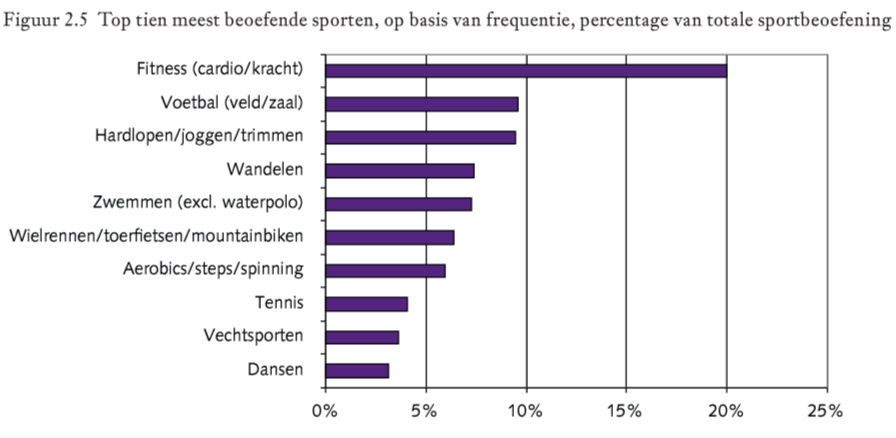 Figuur 2.5 Top tien meest beoefende sporten, op basis van frequentie, percentage van totale sportbeoefening
Fitness (cardio/kracht)
Voetbal (veld/zaal)
Hardlopen/joggen/trimmen
Wandelen
Zwemmen (excl. waterpolo)
Wielrennen/toerfietsen/mountainbiken
Aerobics/steps/spinning
Tennis
Vechtsporten
Dansen
0% 5% 10% 15% 20% 25%